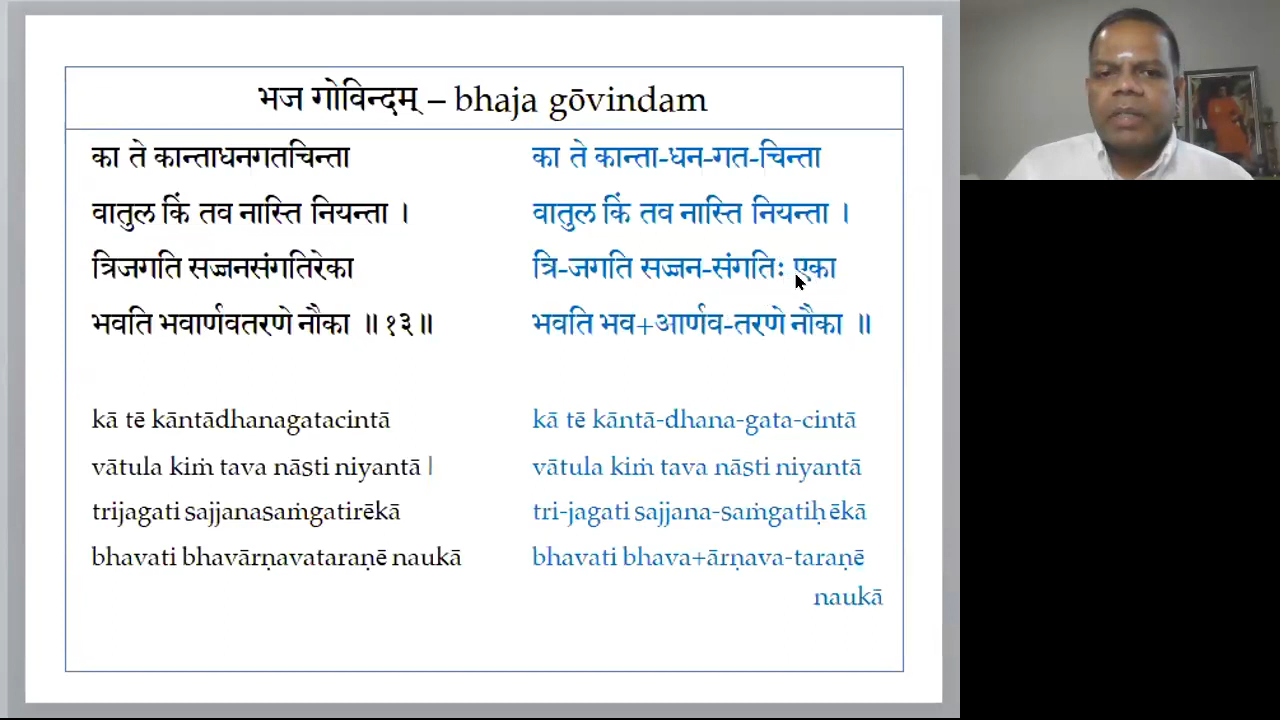 भज गोविन्दम् – bhaja gōvindam
का ते कान्ताधनगतचिन्ता
वातुल किं तव नास्ति नियन्ता ।
त्रिजगति सज्जनसंगतिरेका
भवति भवार्णवतरणे नौका ॥ १३॥
kā tē kāntādhanagatacintā
vātula kiṁ tava nāsti niyantā |
trijagati sajjanasaṁgatirēkā
bhavati bhavārṇavataraṇē naukā
का ते कान्ता-धन-गत-चिन्ता
वातुल किं तव नास्ति नियन्ता ।
त्रि-जगति सज्जन-संगतिः एका
भवति भव+आर्णव-तरणे नौका ॥
kā tē kāntā-dhana-gata-cintā
vātula kiṁ tava nāsti niyantā
tri-jagati sajjana-saṁgatiḥ ēkā
bhavati bhava+ārṇava-taraṇē
naukā